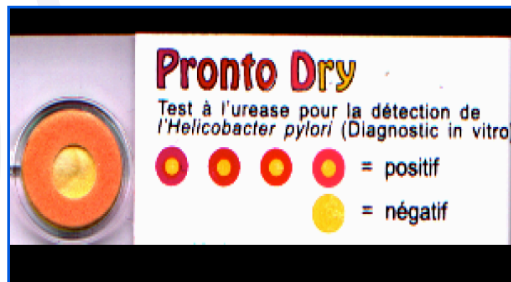 Pronto Dry
Test à l'urease pour la détection de
l'Helicobacter pylori (Diagnostic in vitro)
= positif
= négatif